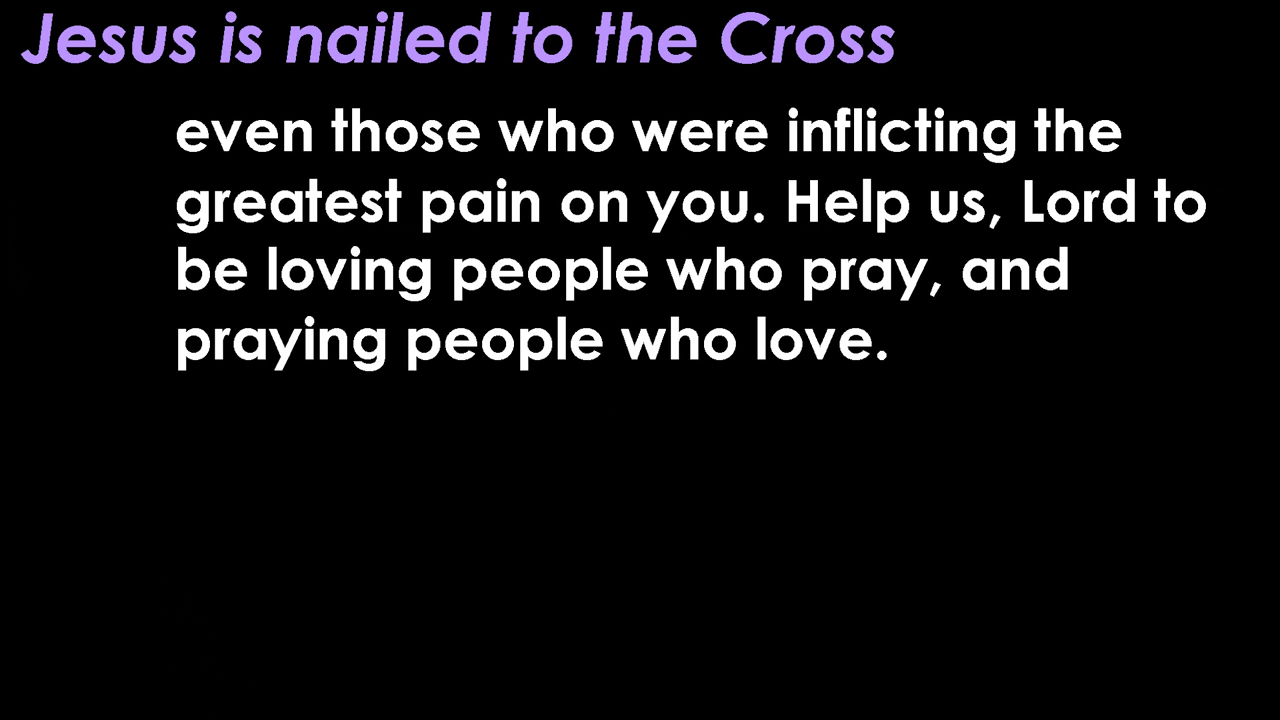 Jesus is nailed to the Cross
even those who were inflicting the
greatest pain on you. Help us, Lord to
be loving people who pray, and
praying people who love.